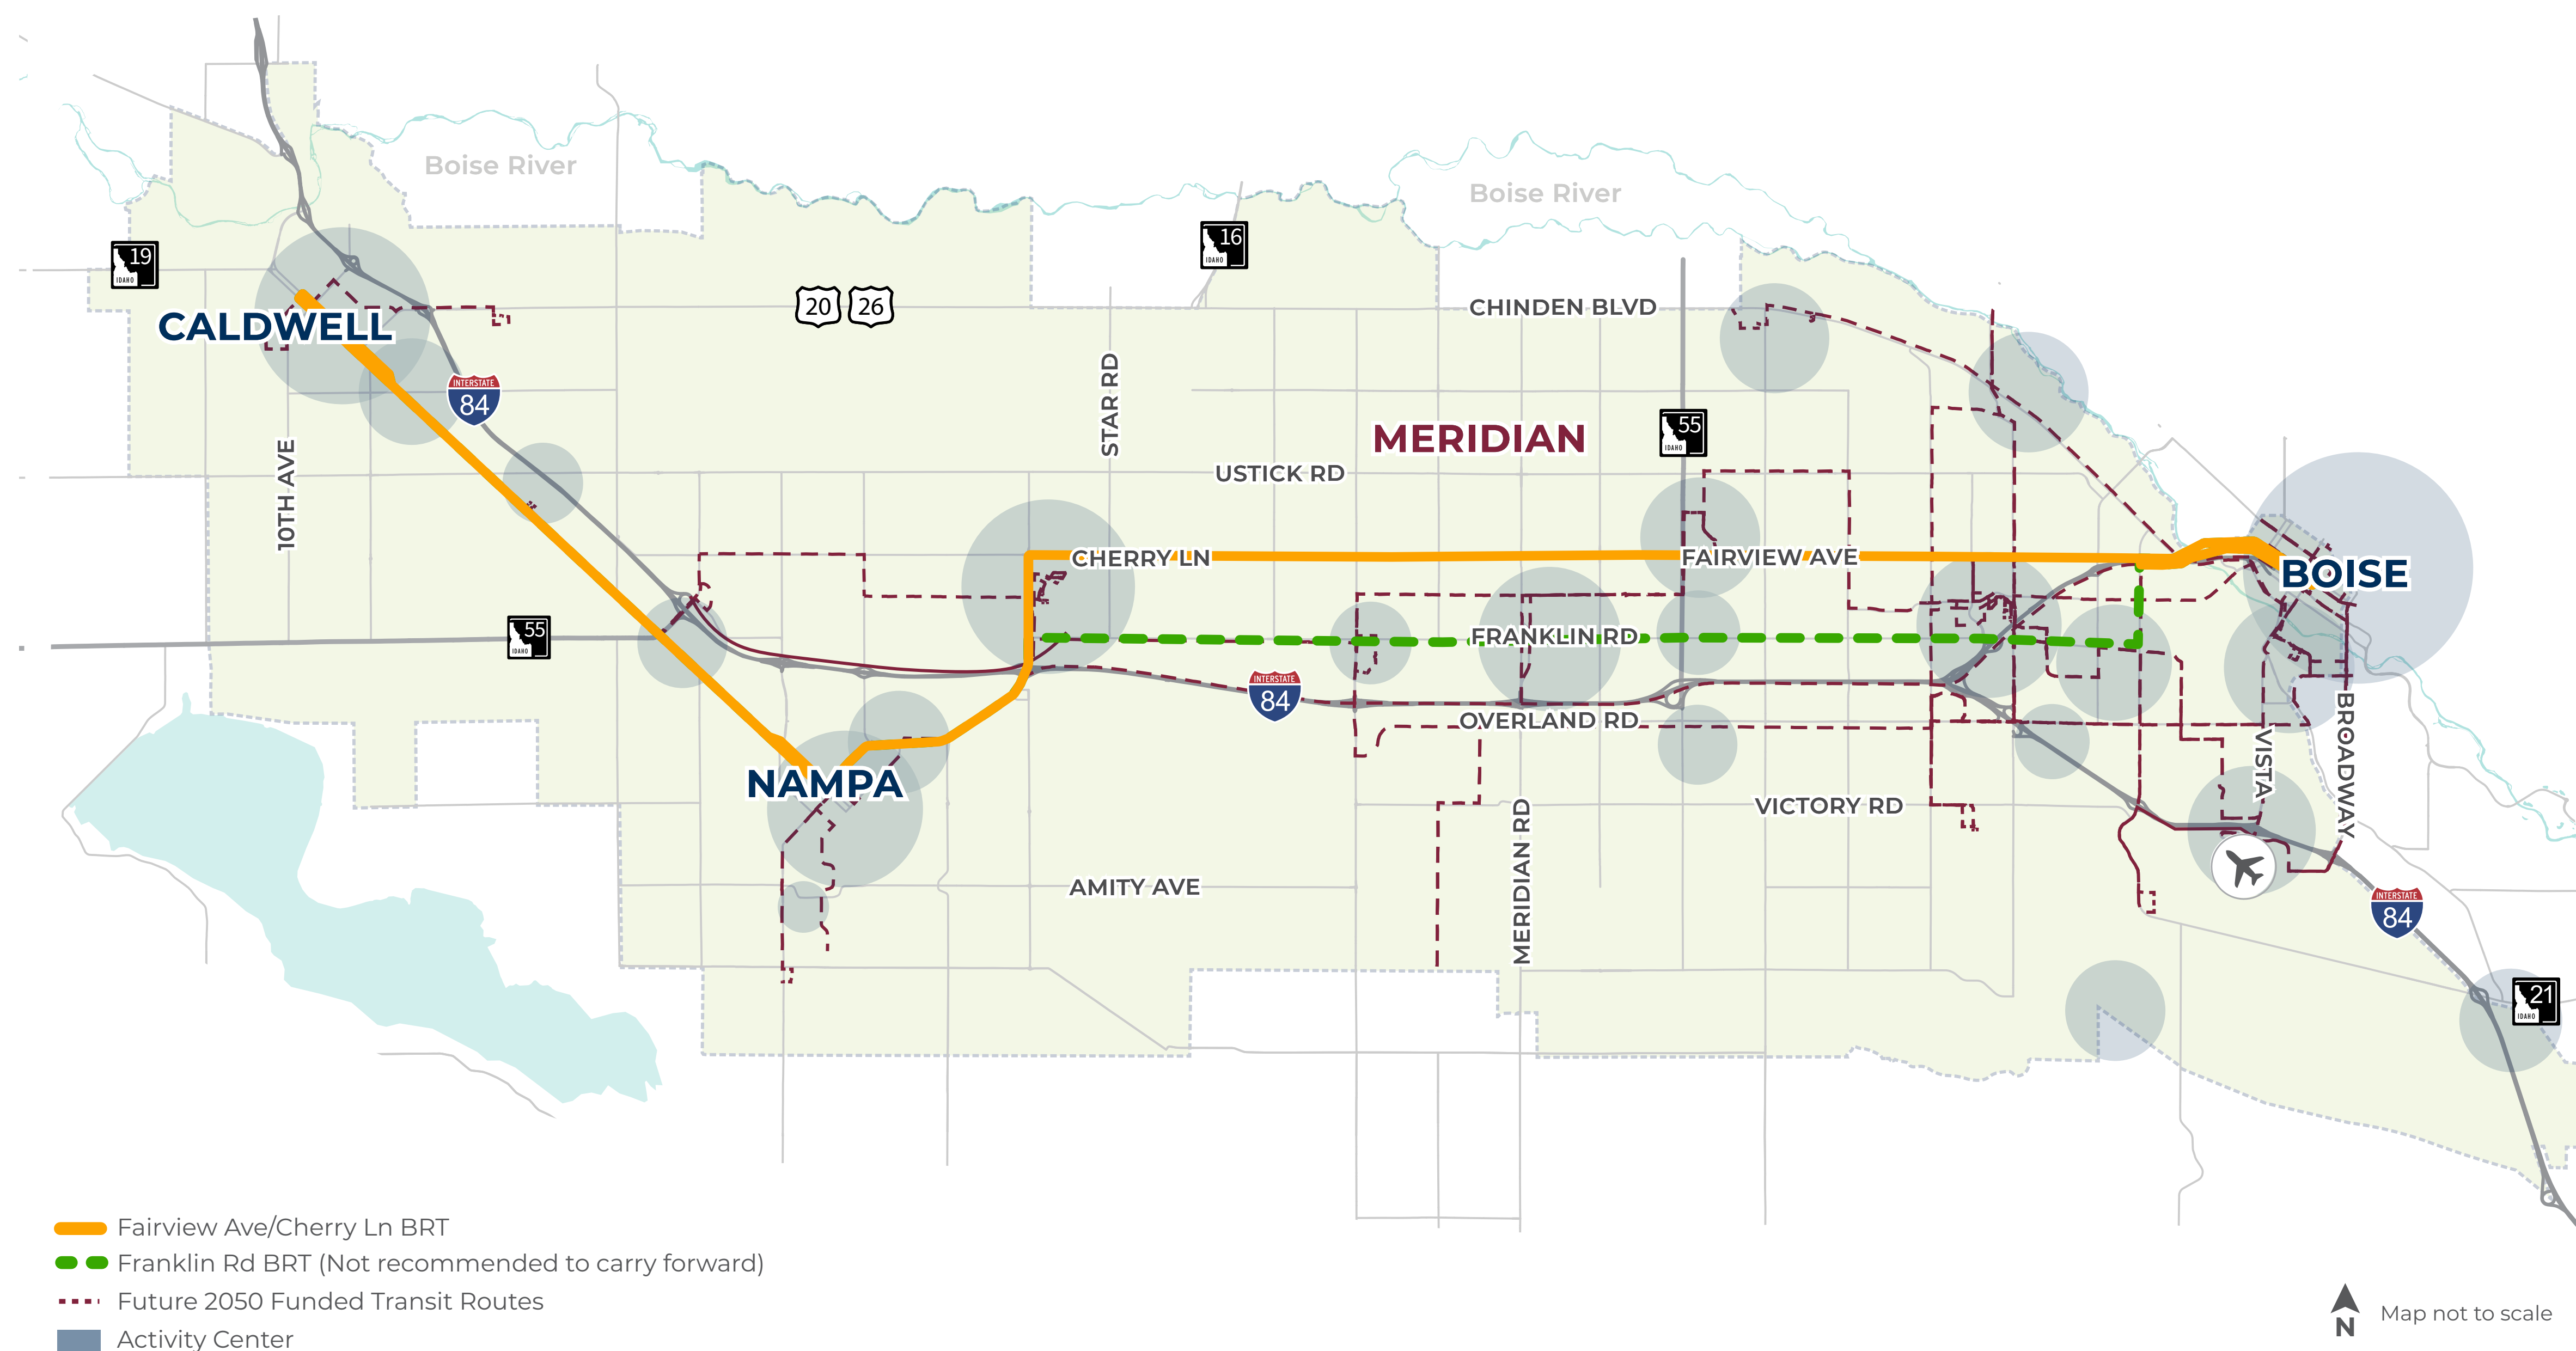 Boise River
Boise River
19
IDAHO
16
IDAHO
20
26
CHINDEN BLVD
CALDWELL
INTERSTATE
84
STAR RD
55
IDAHO
MERIDIAN
10TH AVE
USTICK RD
CHERRY LN
FAIRVIEW AVE
BOISE
55
IDAHO
FRANKLIN RD
INTERSTATE
84
OVERLAND RD
NAMPA
VISTA
BROADWAY
VICTORY RD
MERIDIAN RD
AMITY AVE
INTERSTATE
84
21
IDAHO
Fairview Ave/Cherry Ln BRT
Franklin Rd BRT (Not recommended to carry forward)
Future 2050 Funded Transit Routes
Activity Center
N
Map not to scale